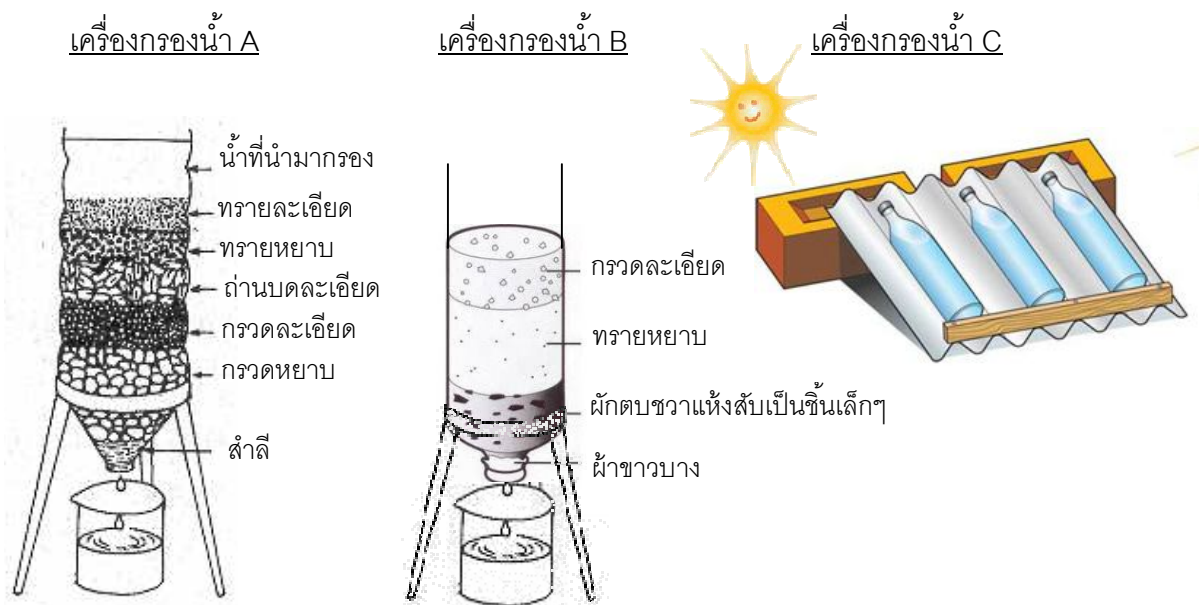 เครื่องกรองน้ำ A
น้ำที่นำมากรอง
ทรายละเอียด
ทรายหยาบ
ถ่านบดละเอียด
กรวดละเอียด
กรวดหยาบ
สำลี
เครื่องกรองน้ำ B
กรวดละเอียด
ทรายหยาบ
ผักตบชวาแห้งสับเป็นชิ้นเล็กๆ
ผ้าขาวบาง
เครื่องกรองน้ำ C